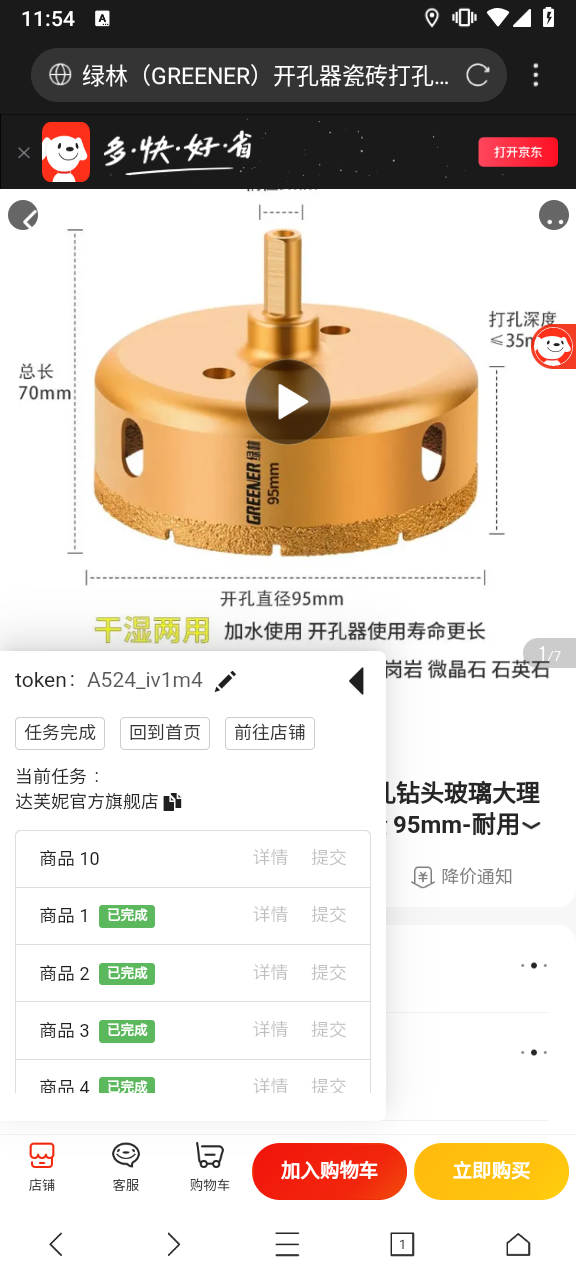 11:54
A
绿林（GREENER）开孔器瓷砖打孔...
多·快·好·省
打开京东
打孔深度
≤35m
总长
70mm
GREENER 绿林
95mm
开孔直径95mm
干湿两用 加水使用 开孔器使用寿命更长
1/7
岗岩 微晶石 石英石
token： A524_iv1m4
任务完成 回到首页 前往店铺
当前任务：
达芙妮官方旗舰店
孔钻头玻璃大理
95mm-耐用
降价通知
商品 10 详情 提交
商品 1 已完成 详情 提交
商品 2 已完成 详情 提交
商品 3 已完成 详情 提交
商品 4 已完成 详情 提交
店铺 客服 购物车 加入购物车 立即购买
1